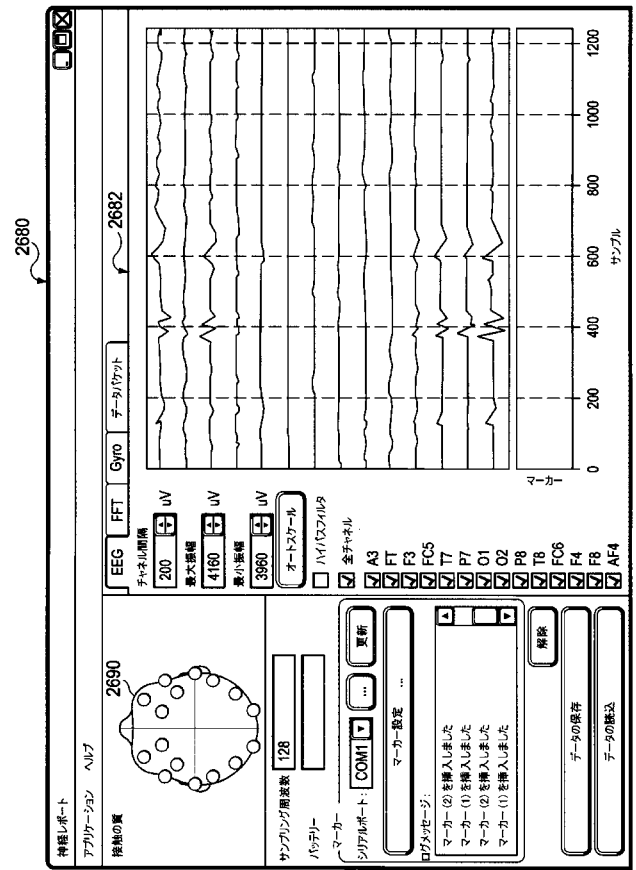 2680
神経レポート
アプリケーション ヘルプ
接触の質
2690
サンプリング周波数 128
バッテリー
マーカー
シリアルポート: COM1 ... 更新
マーカー設定 ...
ログメッセージ:
マーカー (2) を挿入しました
マーカー (1) を挿入しました
マーカー (2) を挿入しました
マーカー (1) を挿入しました
解除
データの保存
データの読込
EEG FFT Gyro データパケット
2682
チャネル間隔
200 uV
最大振幅
4160 uV
最小振幅
3960 uV
オートスケール
ハイパスフィルタ
全チャネル
A3
FT
F3
FC5
T7
P7
O1
O2
P8
T8
FC6
F4
F8
AF4
マーカー
0 200 400 600 800 1000 1200
サンプル